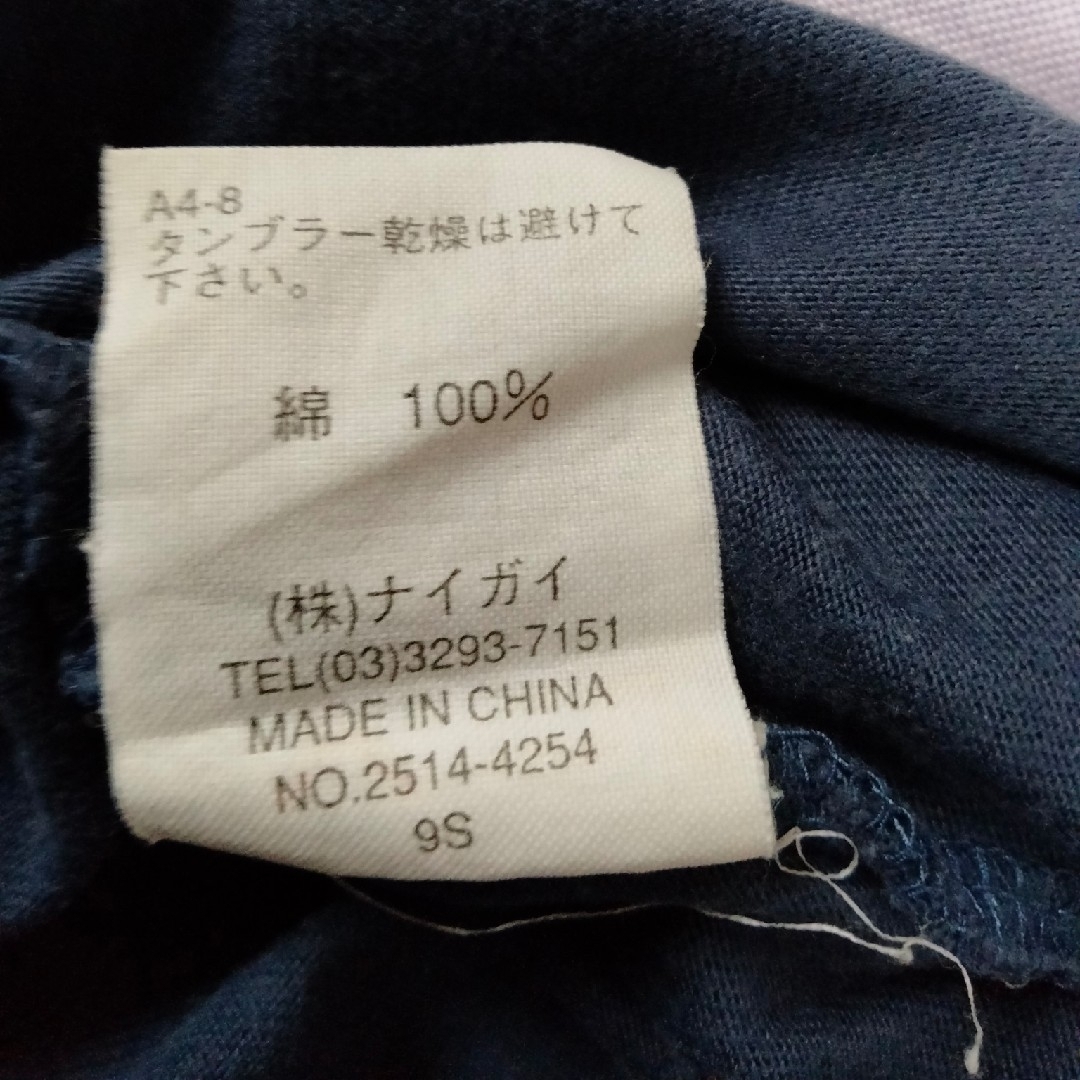 A4-8
タンブラー乾燥は避けて
下さい。
綿 100%
(株)ナイガイ
TEL(03)3293-7151
MADE IN CHINA
NO.2514-4254
9S